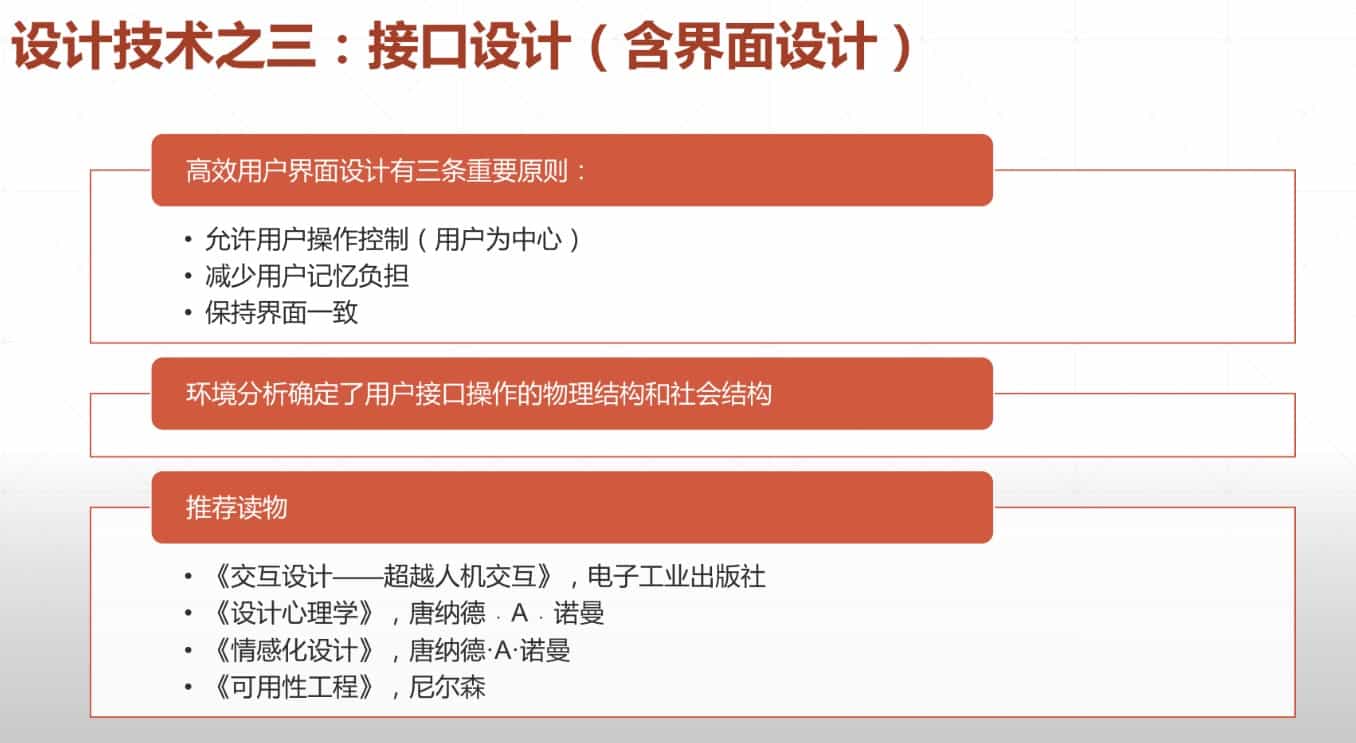 设计技术之三：接口设计（含界面设计）
高效用户界面设计有三条重要原则：
• 允许用户操作控制（用户为中心）
• 减少用户记忆负担
• 保持界面一致
环境分析确定了用户接口操作的物理结构和社会结构
推荐读物
• 《交互设计——超越人机交互》，电子工业出版社
• 《设计心理学》，唐纳德．A．诺曼
• 《情感化设计》，唐纳德·A·诺曼
• 《可用性工程》，尼尔森